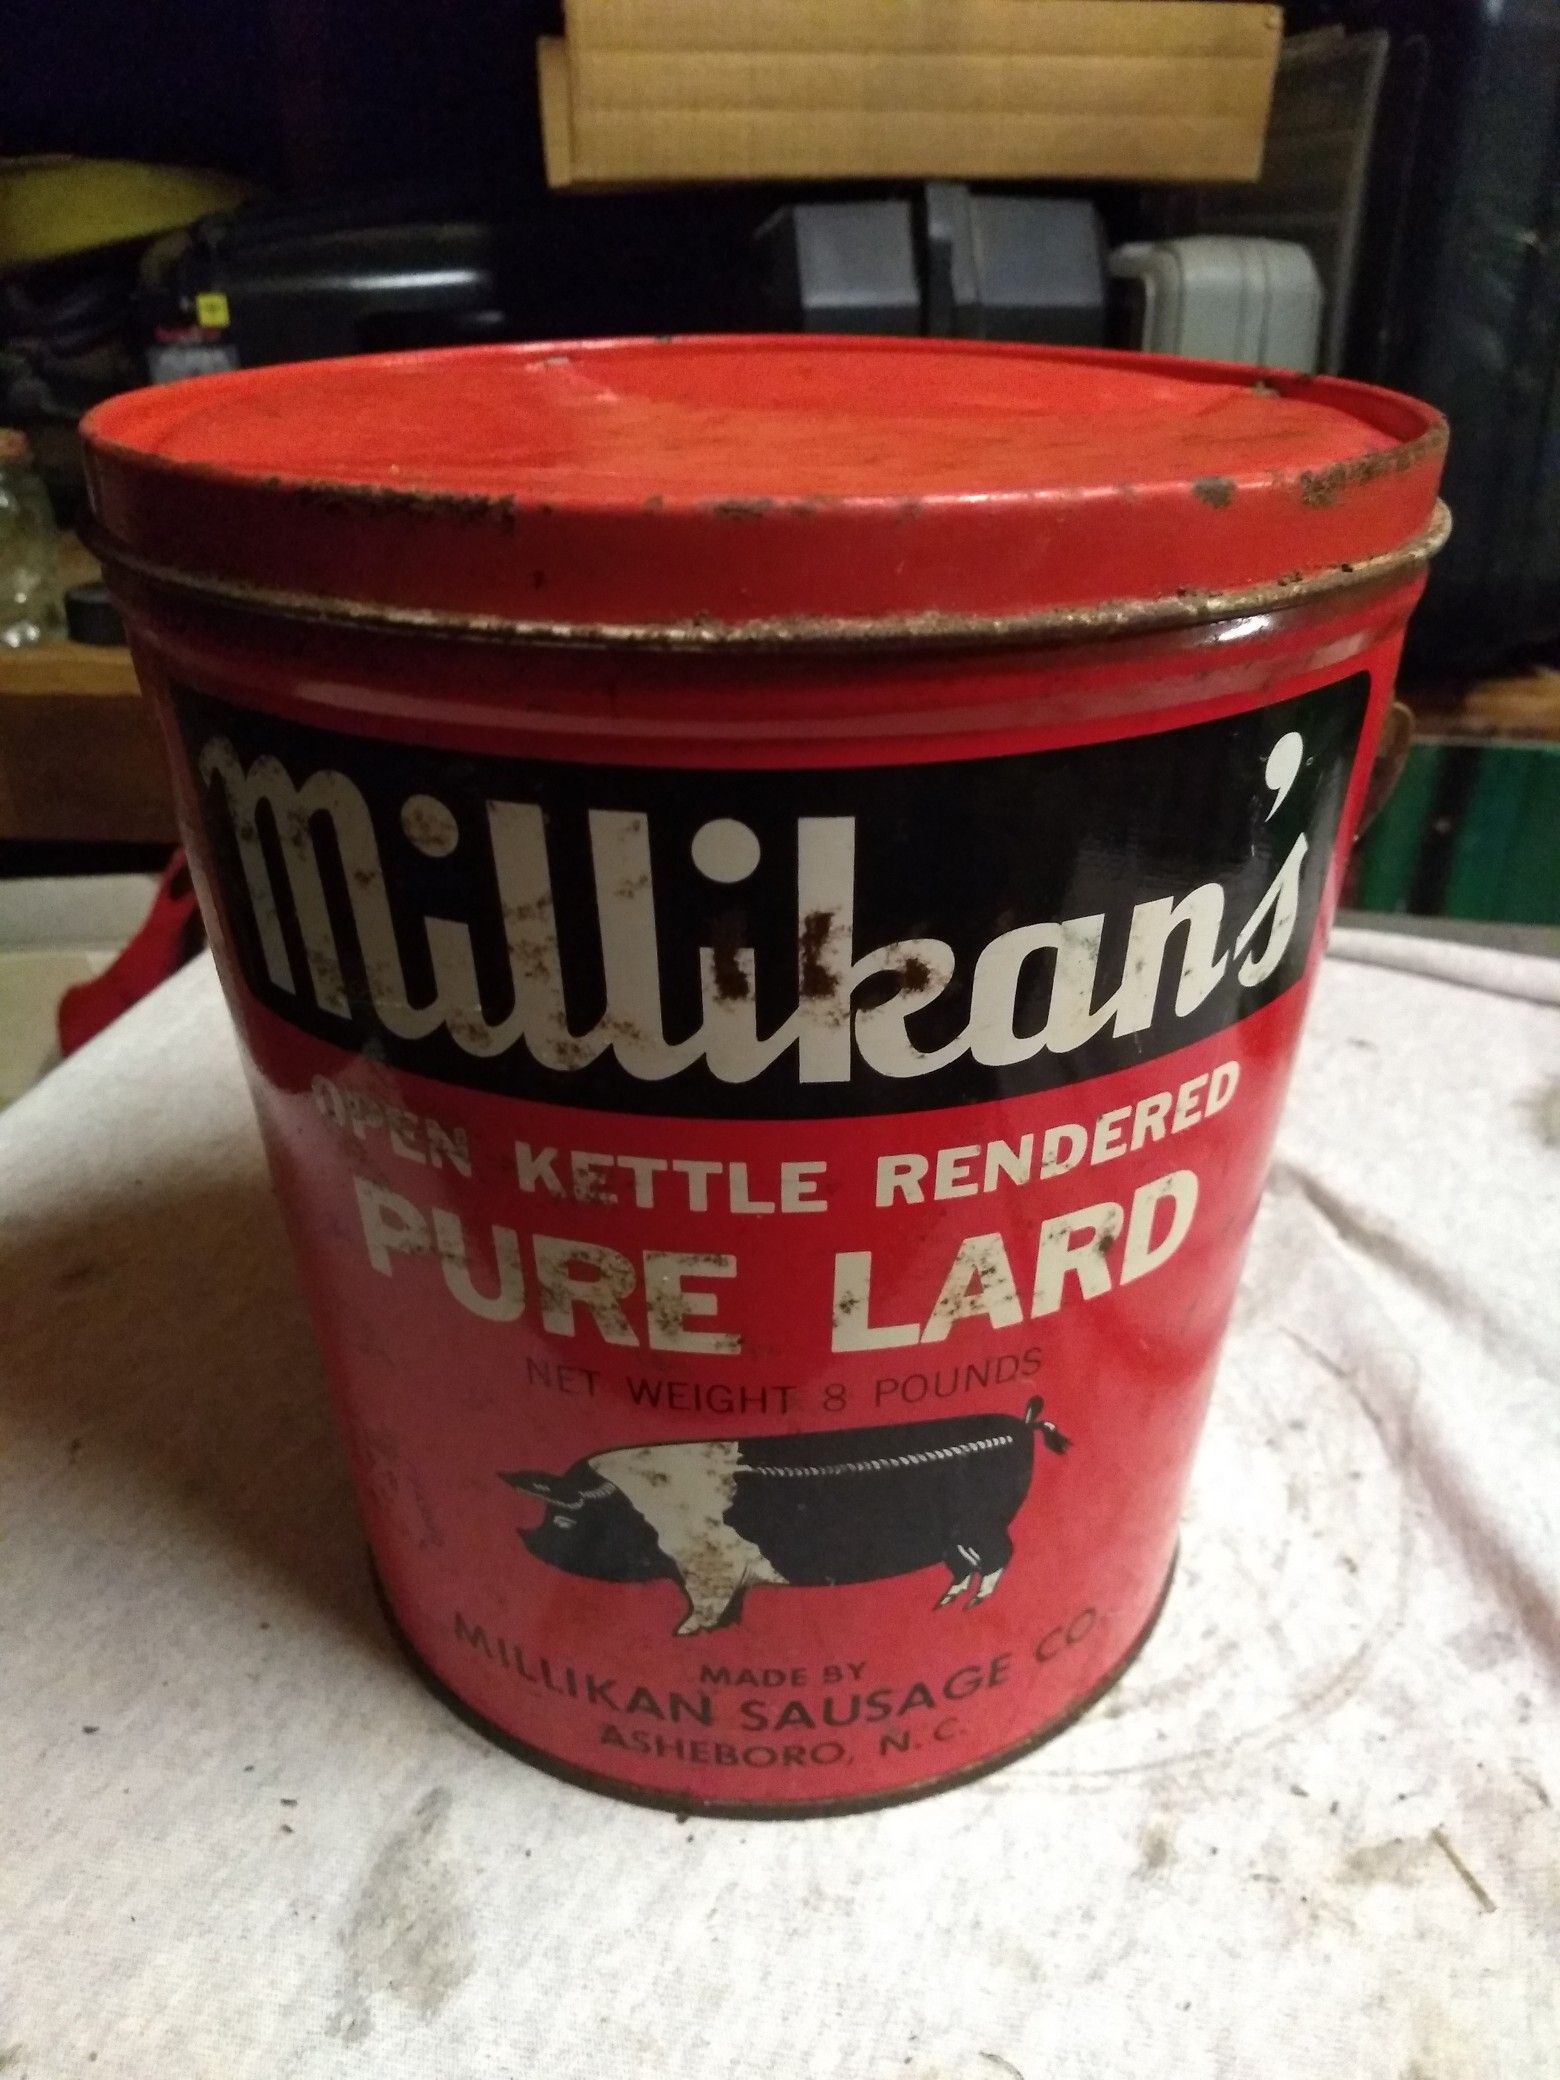 Millikan's
OPEN KETTLE RENDERED
PURE LARD
NET WEIGHT 8 POUNDS
MADE BY
MILLIKAN SAUSAGE CO.
ASHEBORO, N. C.